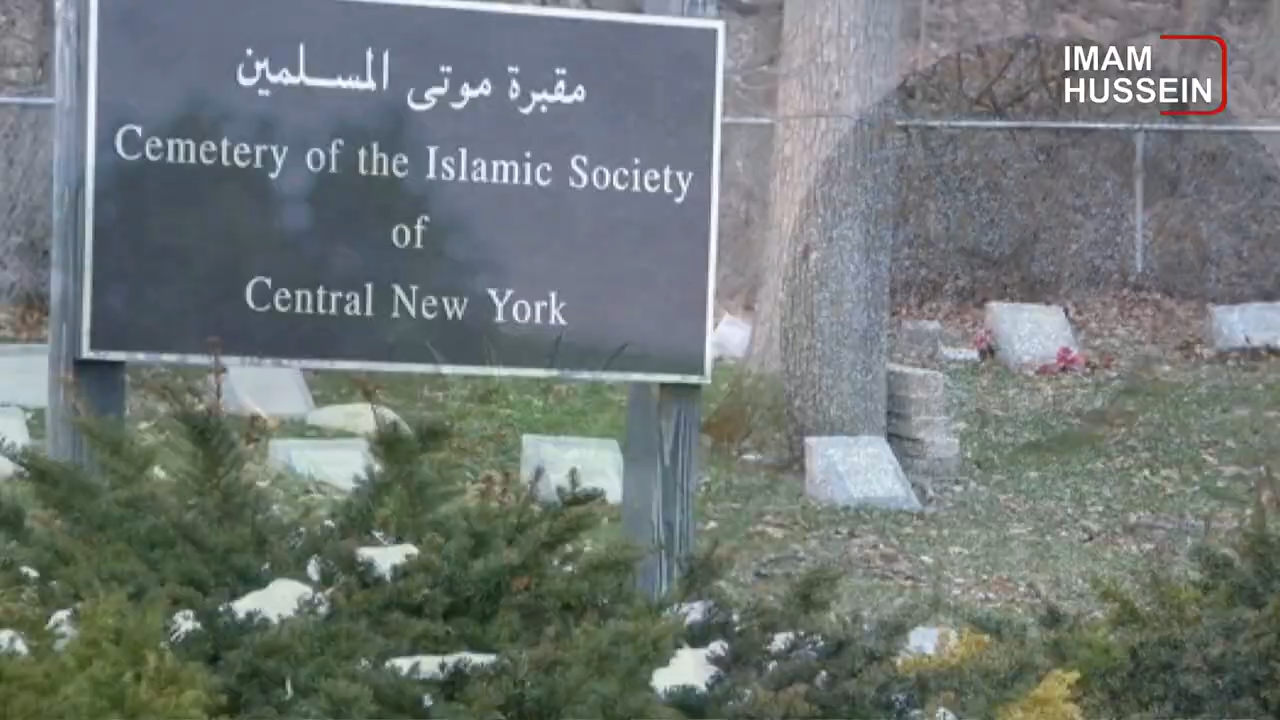 مقبرة موتى المسلمين
Cemetery of the Islamic Society
of
Central New York
IMAM
HUSSEIN